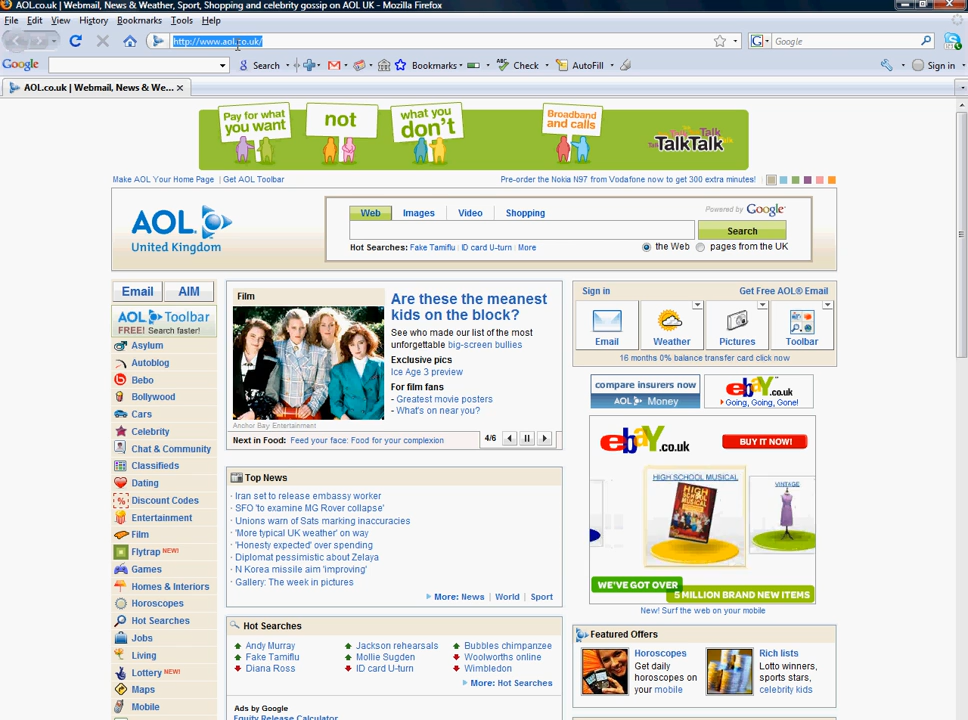 AOL.co.uk | Webmail, News & Weather, Sport, Shopping and celebrity gossip on AOL UK - Mozilla Firefox
File Edit View History Bookmarks Tools Help
http://www.aol.co.uk/
Google
Google Search Bookmarks Check AutoFill Sign in
AOL.co.uk | Webmail, News & We...
Pay for what you want
not
what you don't
Broadband and calls
Talk Talk Talk
TalkTalk
Make AOL Your Home Page | Get AOL Toolbar
Pre-order the Nokia N97 from Vodafone now to get 300 extra minutes!
AOL
United Kingdom
Web Images Video Shopping
Powered by Google
Search
Hot Searches: Fake Tamiflu | ID card U-turn | More
the Web pages from the UK
Email AIM
AOL Toolbar
FREE! Search faster!
Asylum
Autoblog
Bebo
Bollywood
Cars
Celebrity
Chat & Community
Classifieds
Dating
Discount Codes
Entertainment
Film
Flytrap NEW!
Games
Homes & Interiors
Horoscopes
Hot Searches
Jobs
Living
Lottery NEW!
Maps
Mobile
Film
Are these the meanest
kids on the block?
See who made our list of the most
unforgettable big-screen bullies
Exclusive pics
Ice Age 3 preview
For film fans
- Greatest movie posters
- What's on near you?
Anchor Bay Entertainment
Next in Food: Feed your face: Food for your complexion
4/6
Top News
· Iran set to release embassy worker
· SFO 'to examine MG Rover collapse'
· Unions warn of Sats marking inaccuracies
· 'More typical UK weather' on way
· 'Honesty expected' over spending
· Diplomat pessimistic about Zelaya
· N Korea missile aim 'improving'
· Gallery: The week in pictures
More: News | World | Sport
Hot Searches
Andy Murray Jackson rehearsals Bubbles chimpanzee
Fake Tamiflu Mollie Sugden Woolworths online
Diana Ross ID card U-turn Wimbledon
More: Hot Searches
Ads by Google
Equity Release Calculator
Sign in Get Free AOL® Email
Email Weather Pictures Toolbar
16 months 0% balance transfer card click now
compare insurers now
AOL Money
ebay.co.uk
Going, Going, Gone!
ebay.co.uk
BUY IT NOW!
HIGH SCHOOL MUSICAL
VINTAGE
HIGH SCHOOL MUSICAL
WE'VE GOT OVER
5 MILLION BRAND NEW ITEMS
New! Surf the web on your mobile
Featured Offers
Horoscopes
Get daily
horoscopes on
your mobile
Rich lists
Lotto winners,
sports stars,
celebrity kids